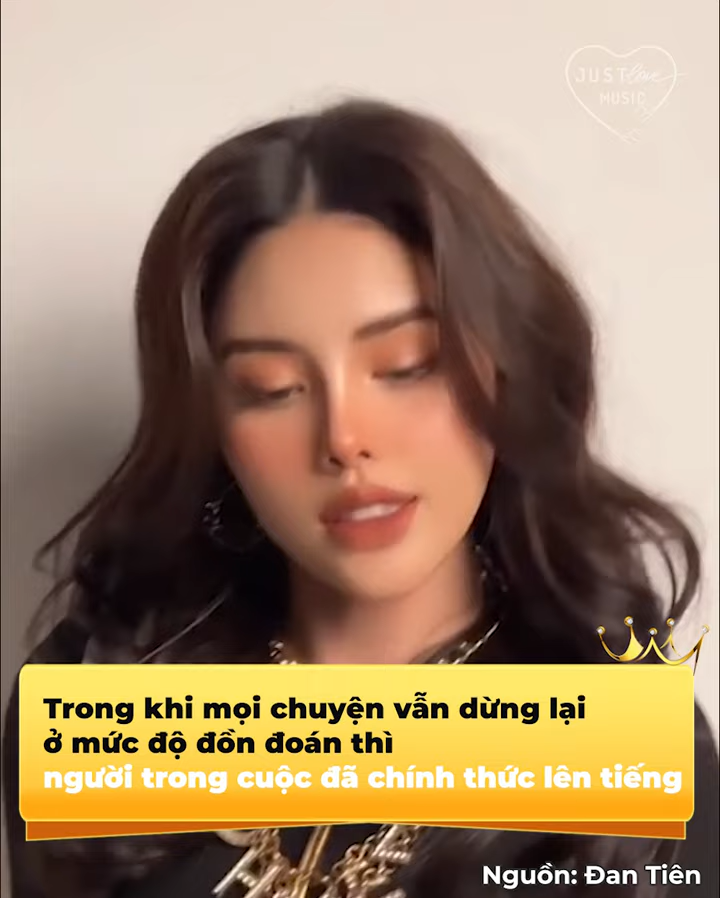 JUST love
MUSIC
Trong khi mọi chuyện vẫn dừng lại
ở mức độ đồn đoán thì
người trong cuộc đã chính thức lên tiếng
Nguồn: Đan Tiên